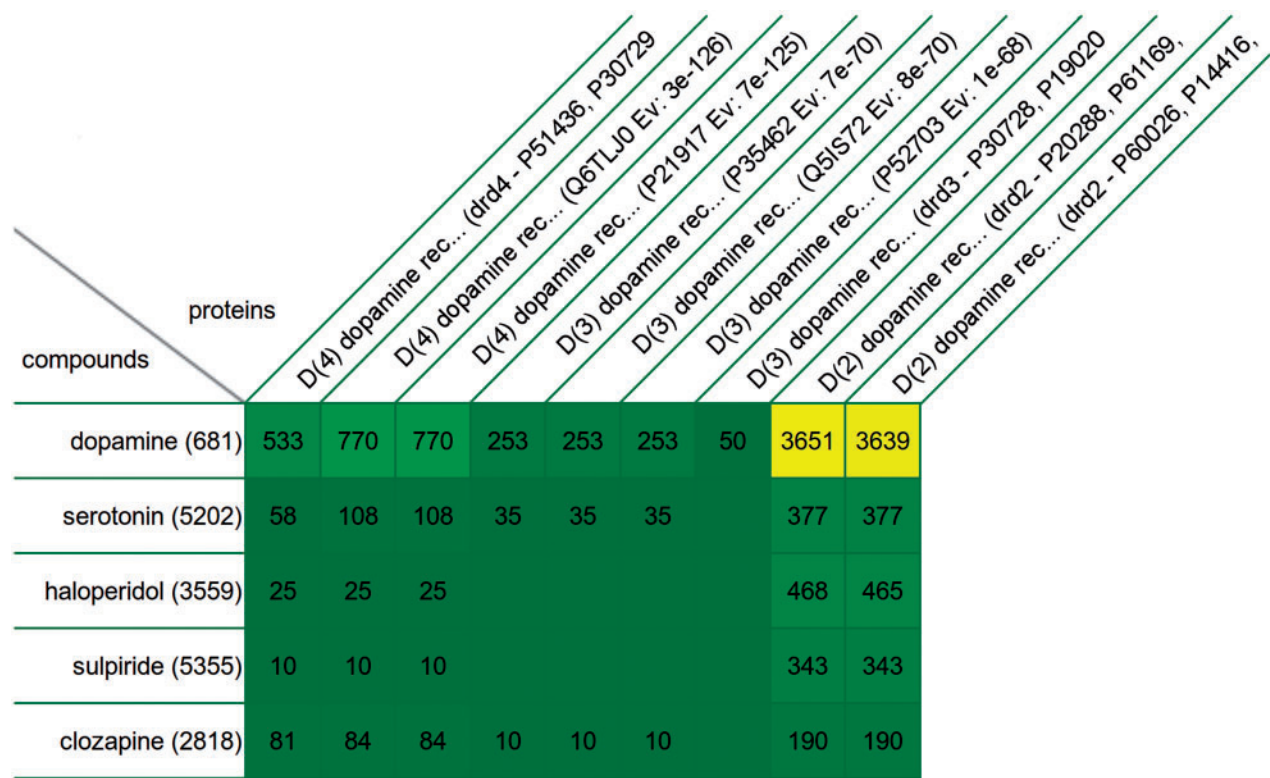 D(4) dopamine rec... (drd4 - P51436, P30729
D(4) dopamine rec... (Q6TLJ0 Ev: 3e-126)
D(4) dopamine rec... (P21917 Ev: 7e-125)
D(3) dopamine rec... (P35462 Ev: 7e-70)
D(3) dopamine rec... (Q5IS72 Ev: 8e-70)
D(3) dopamine rec... (P52703 Ev: 1e-68)
D(3) dopamine rec... (drd3 - P30728, P19020
D(2) dopamine rec... (drd2 - P20288, P61169,
D(2) dopamine rec... (drd2 - P60026, P14416,
proteins
compounds
dopamine (681) 533 770 770 253 253 253 50 3651 3639
serotonin (5202) 58 108 108 35 35 35 377 377
haloperidol (3559) 25 25 25 468 465
sulpiride (5355) 10 10 10 343 343
clozapine (2818) 81 84 84 10 10 10 190 190